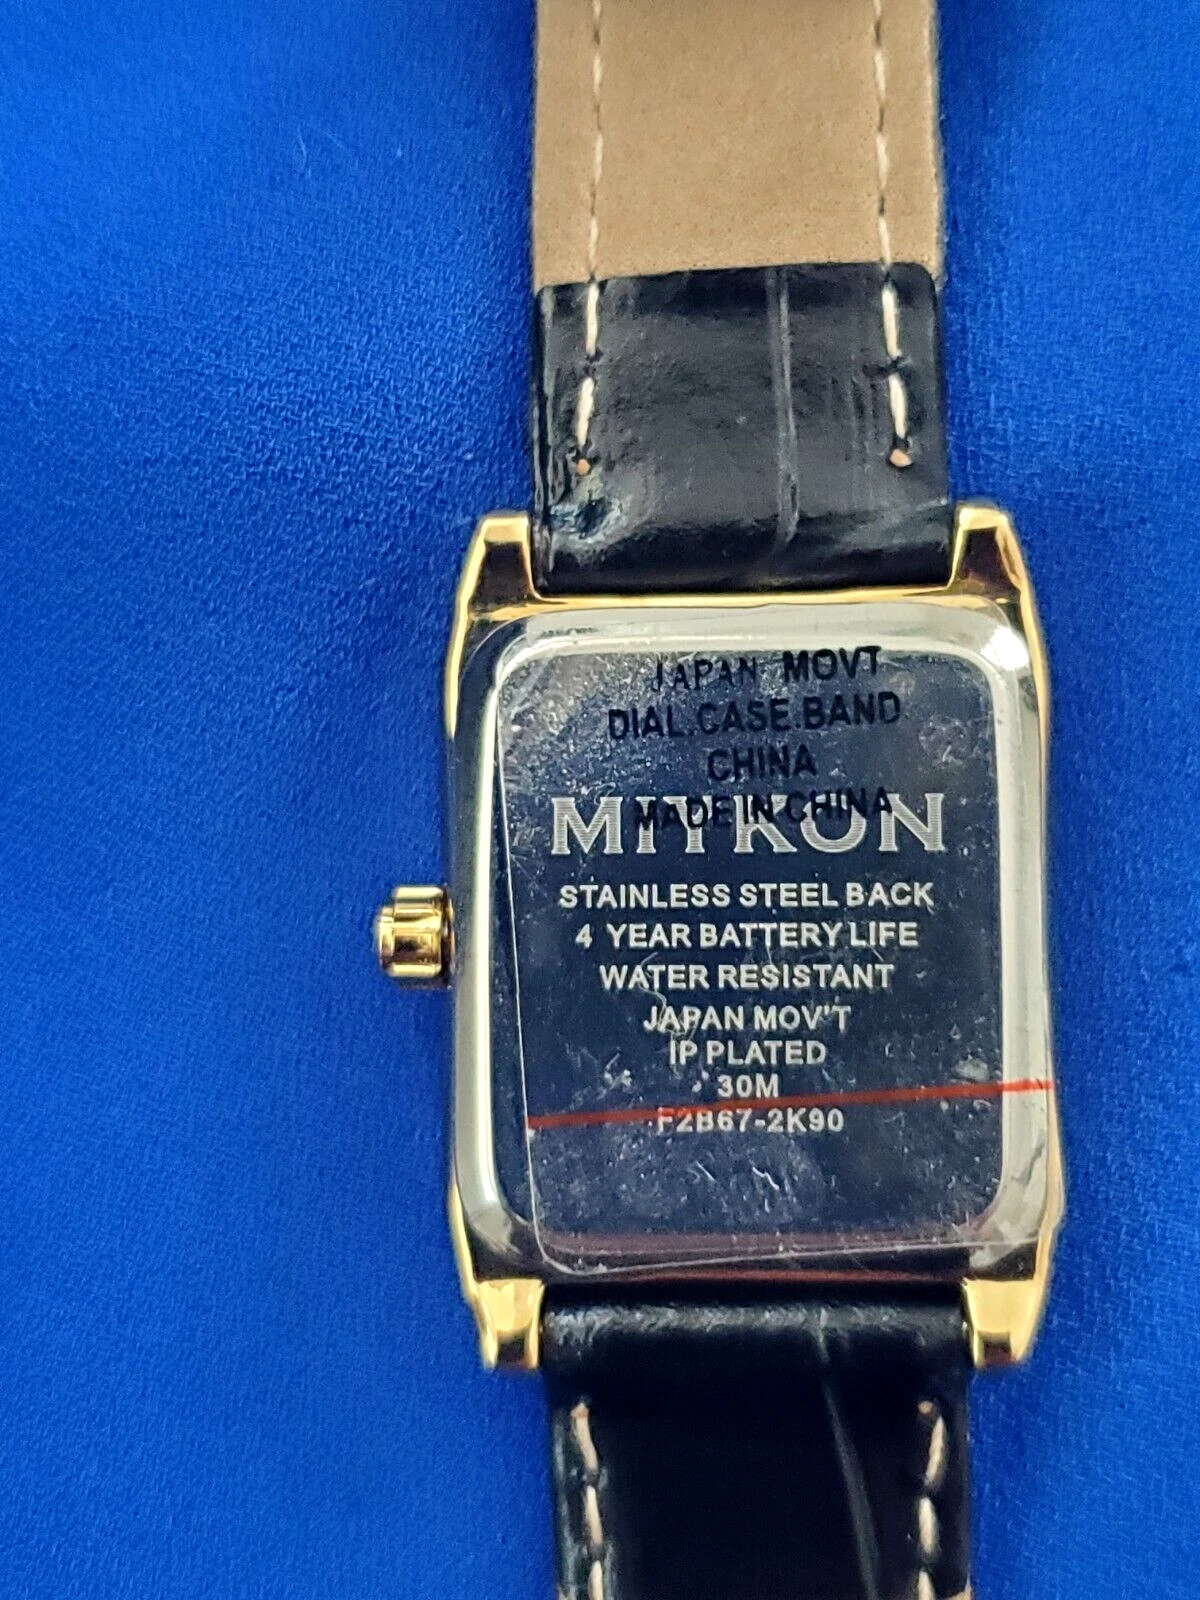 JAPAN MOVT
DIAL.CASE.BAND
CHINA
MADE IN CHINA
MIYKON
STAINLESS STEEL BACK
4 YEAR BATTERY LIFE
WATER RESISTANT
JAPAN MOV'T
IP PLATED
30M
F2B67-2K90